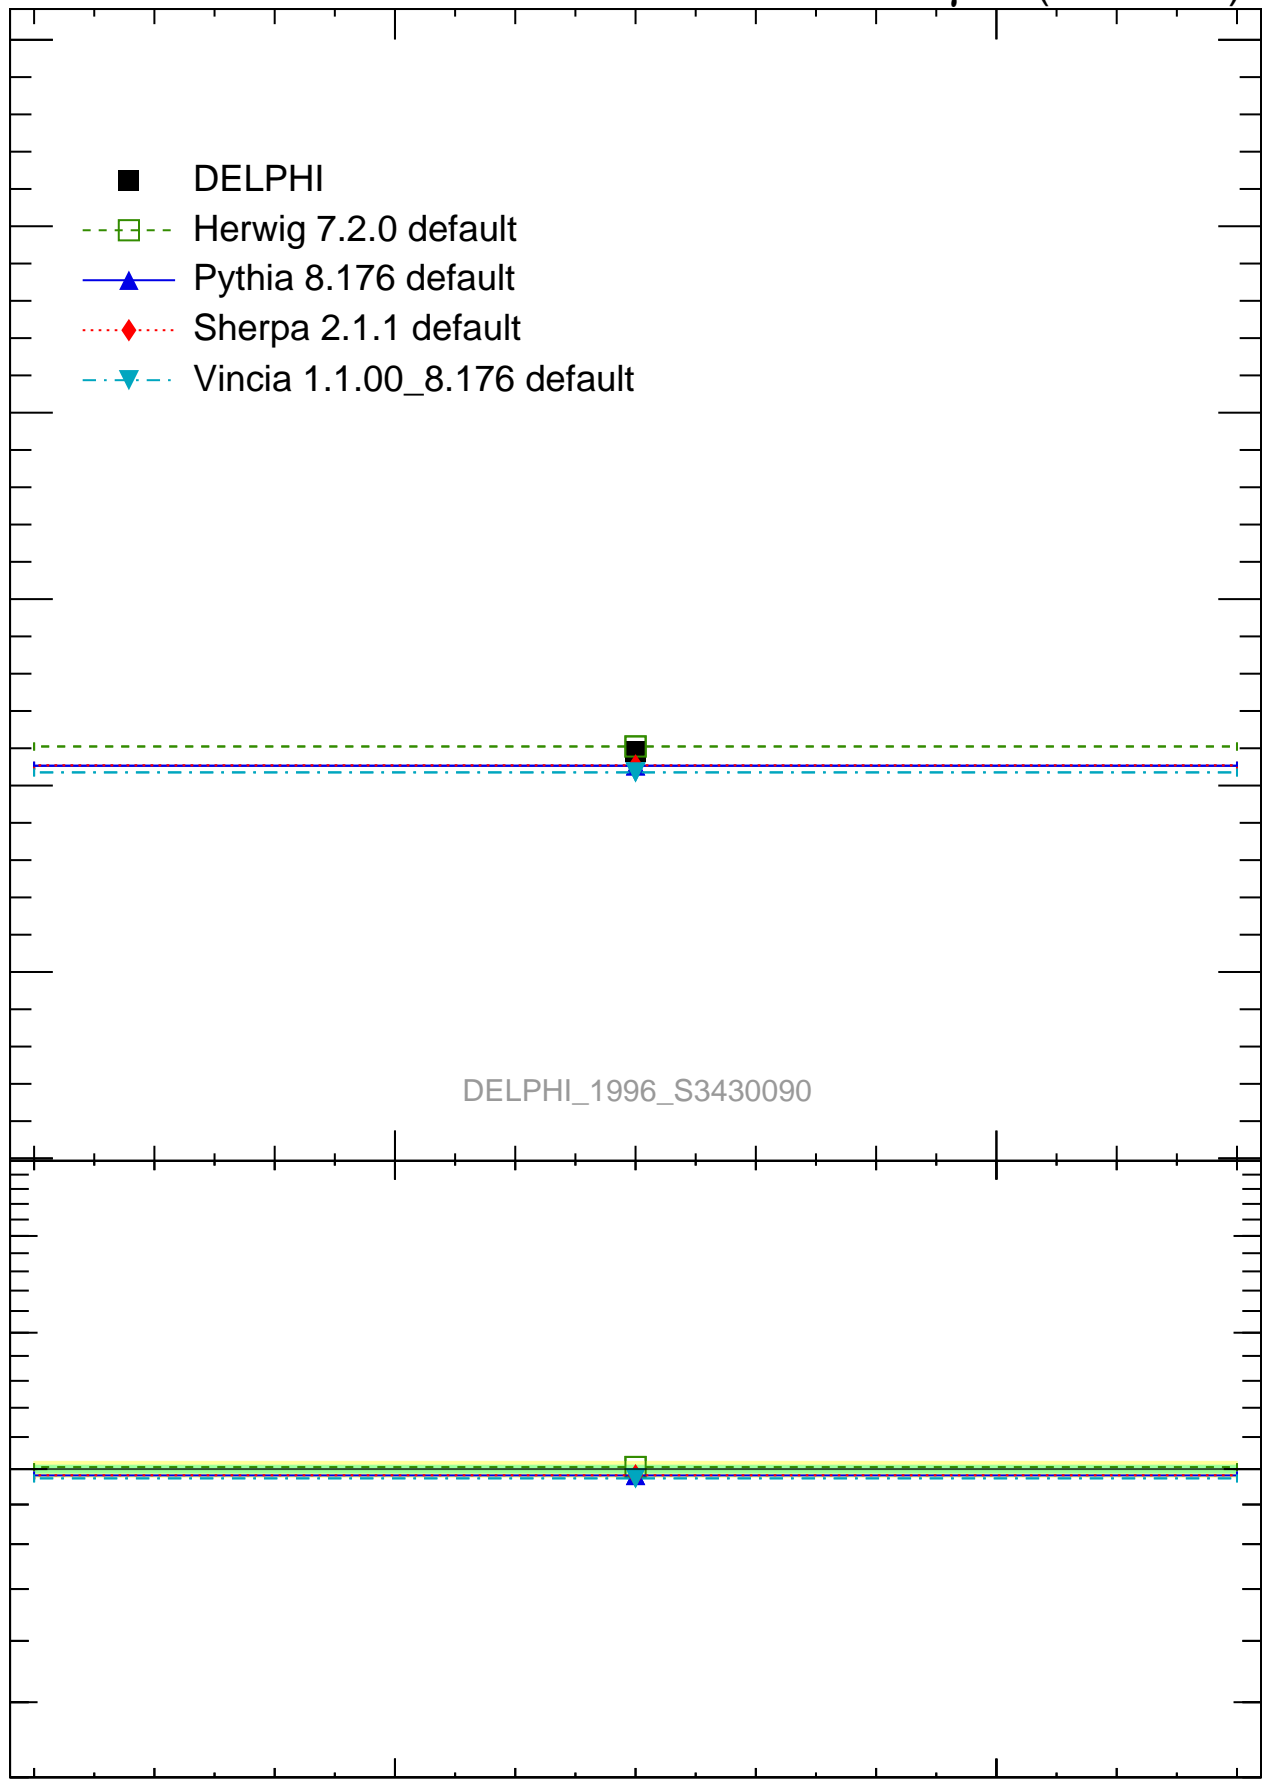 DELPHI
Herwig 7.2.0 default
Pythia 8.176 default
Sherpa 2.1.1 default
Vincia 1.1.00_8.176 default
DELPHI_1996_S3430090